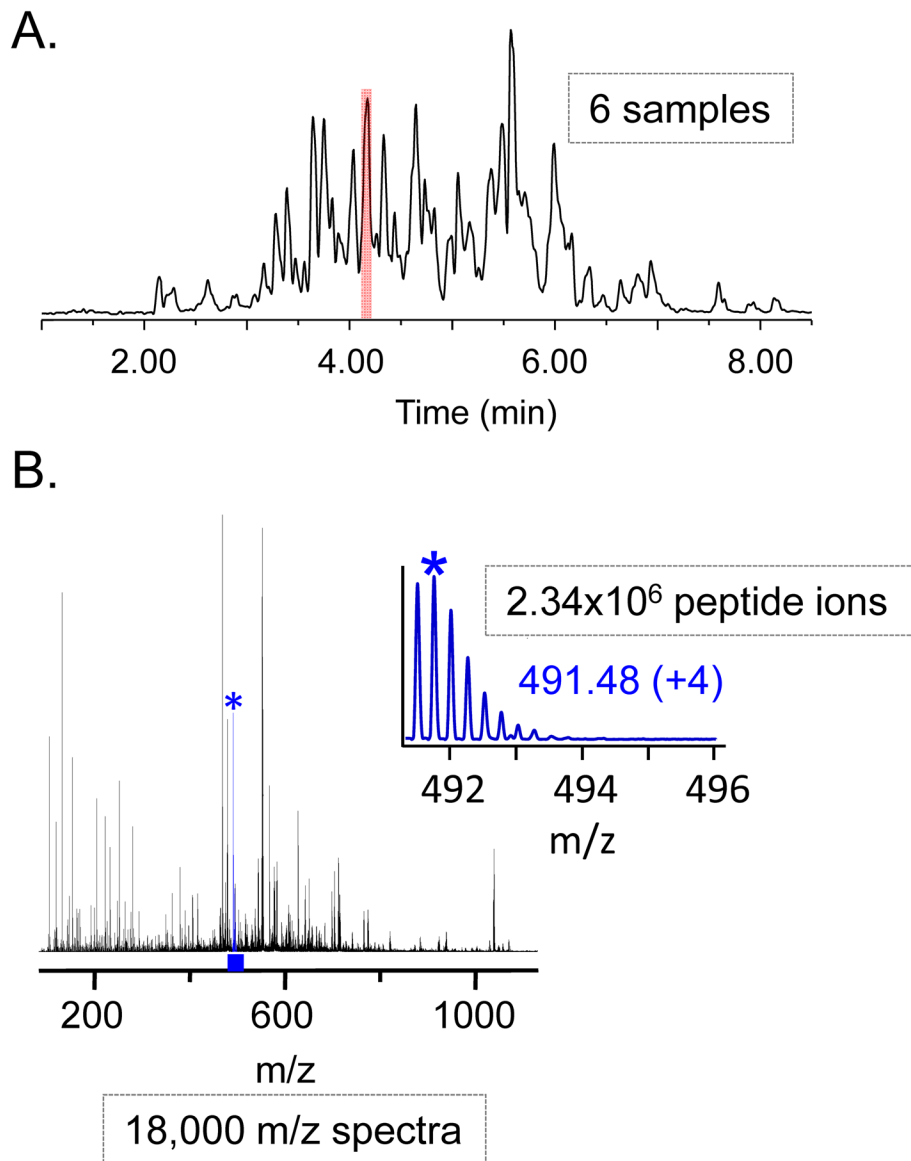 A.
6 samples
2.00 4.00 6.00 8.00
Time (min)
B.
*
2.34x10⁶ peptide ions
491.48 (+4)
*
492 494 496
m/z
200 600 1000
m/z
18,000 m/z spectra